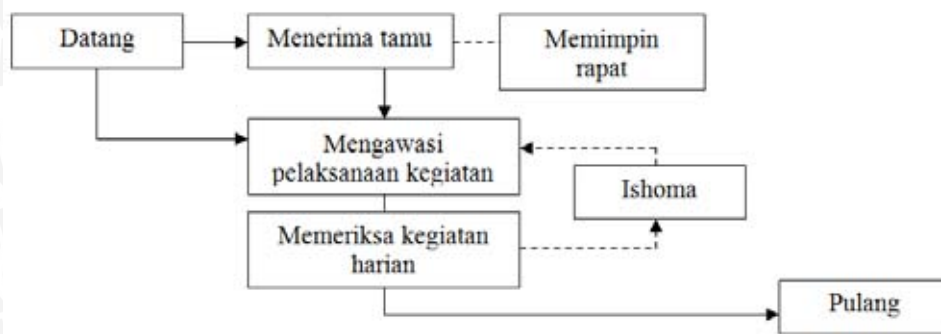 Datang
Menerima tamu
Memimpin
rapat
Mengawasi
pelaksanaan kegiatan
Ishoma
Memeriksa kegiatan
harian
Pulang